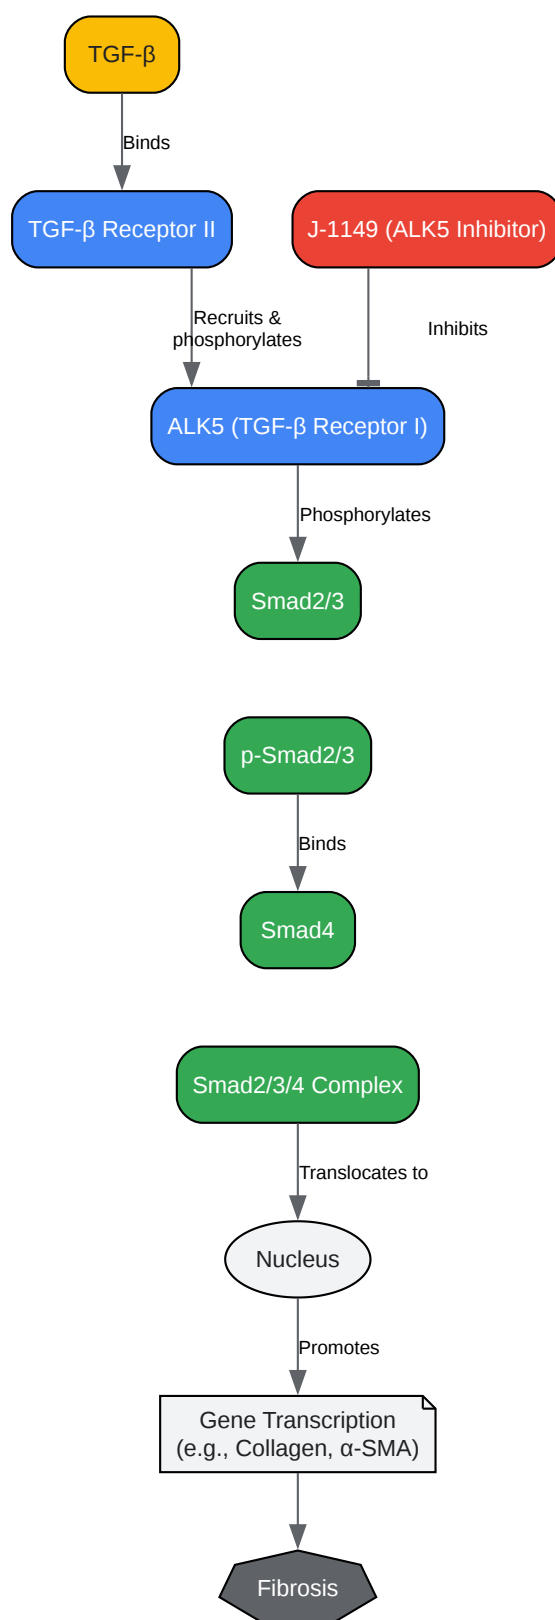 TGF-β
Binds
TGF-β Receptor II
J-1149 (ALK5 Inhibitor)
Recruits &
phosphorylates
Inhibits
ALK5 (TGF-β Receptor I)
Phosphorylates
Smad2/3
p-Smad2/3
Binds
Smad4
Smad2/3/4 Complex
Translocates to
Nucleus
Promotes
Gene Transcription
(e.g., Collagen, α-SMA)
Fibrosis